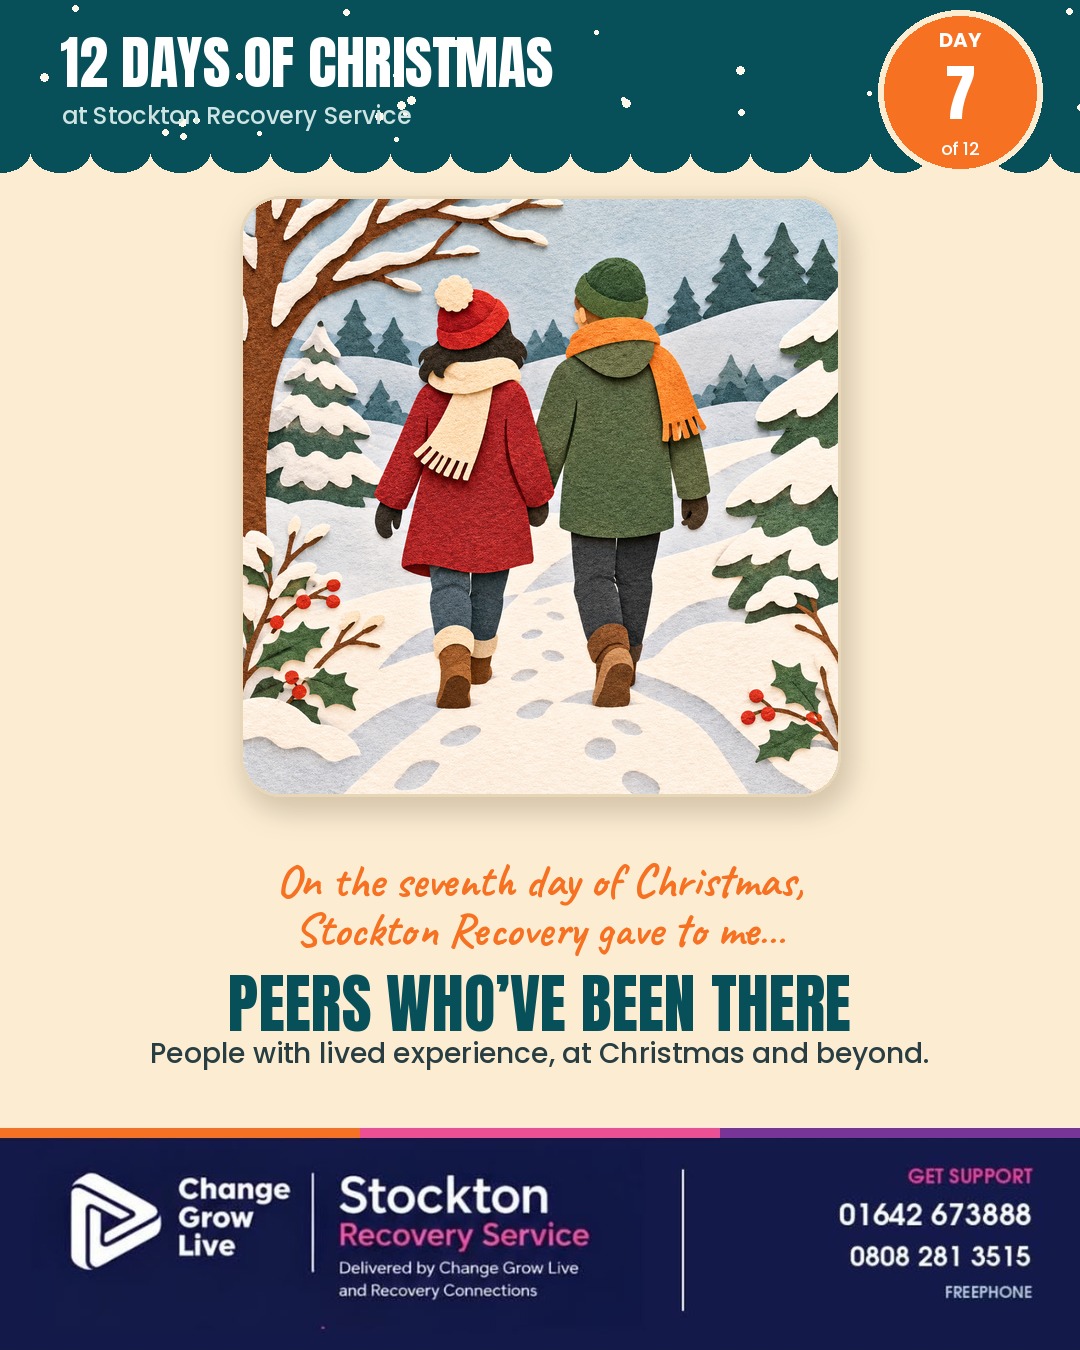 12 DAYS OF CHRISTMAS
at Stockton Recovery Service
DAY
7
of 12
On the seventh day of Christmas,
Stockton Recovery gave to me...
PEERS WHO’VE BEEN THERE
People with lived experience, at Christmas and beyond.
Change
Grow
Live
Stockton
Recovery Service
Delivered by Change Grow Live
and Recovery Connections
GET SUPPORT
01642 673888
0808 281 3515
FREEPHONE